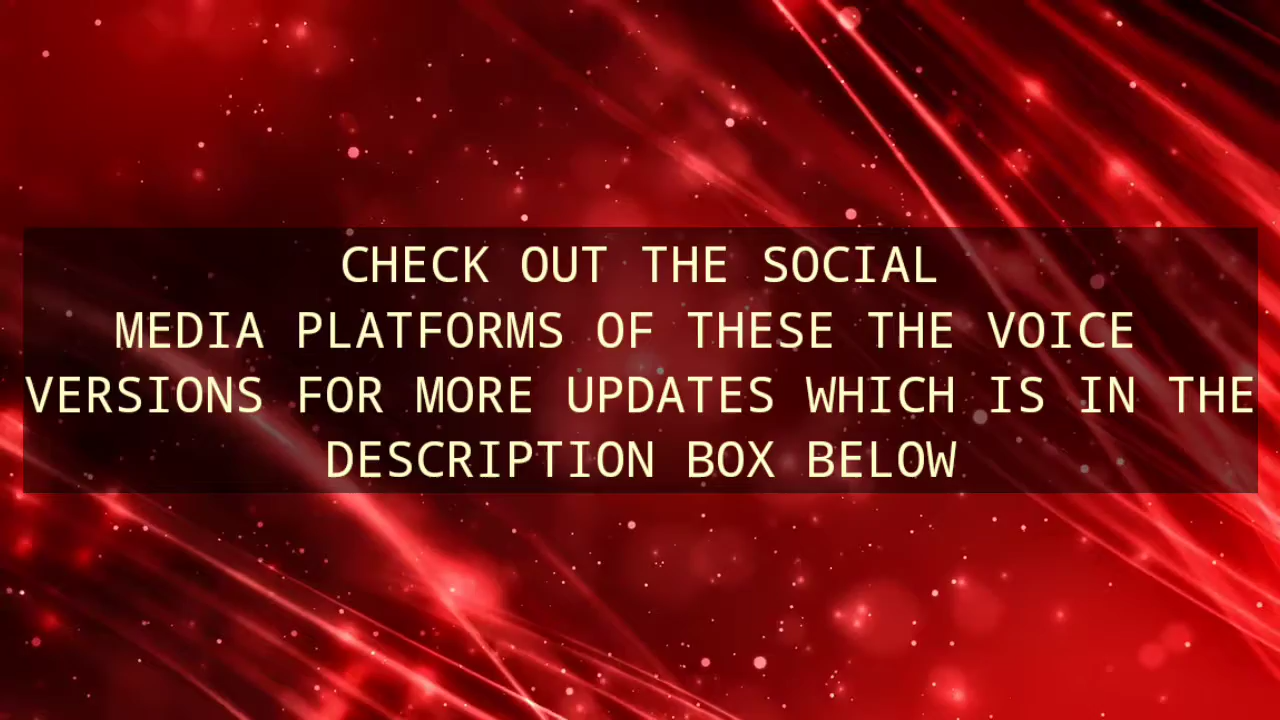 CHECK OUT THE SOCIAL
MEDIA PLATFORMS OF THESE THE VOICE
VERSIONS FOR MORE UPDATES WHICH IS IN THE
DESCRIPTION BOX BELOW